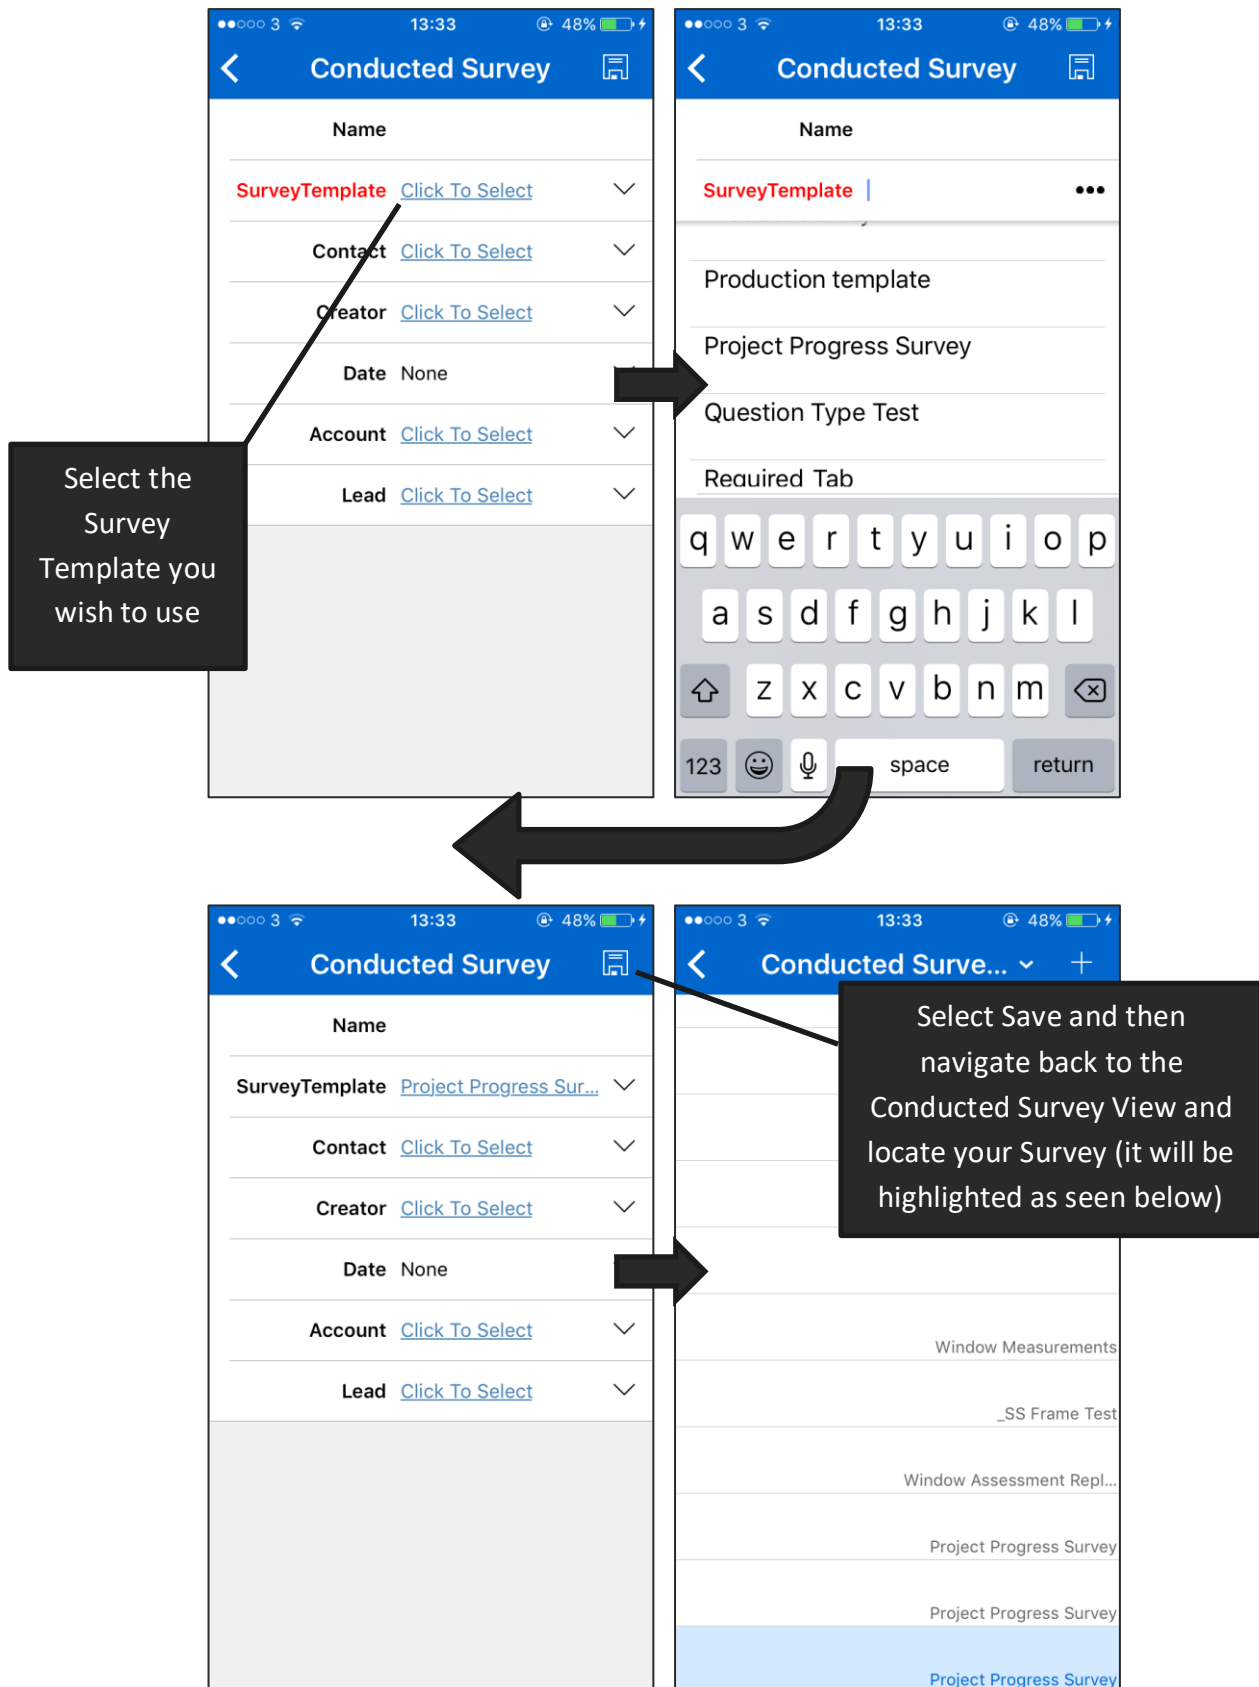 3 13:33 48%
Conducted Survey
Name
SurveyTemplate Click To Select
Contact Click To Select
Creator Click To Select
Date None
Account Click To Select
Lead Click To Select
Select the
Survey
Template you
wish to use
3 13:33 48%
Conducted Survey
Name
SurveyTemplate
Production template
Project Progress Survey
Question Type Test
Required Tab
q w e r t y u i o p
a s d f g h j k l
z x c v b n m
123 space return
3 13:33 48%
Conducted Survey
Name
SurveyTemplate Project Progress Sur...
Contact Click To Select
Creator Click To Select
Date None
Account Click To Select
Lead Click To Select
3 13:33 48%
Conducted Surve...
Select Save and then
navigate back to the
Conducted Survey View and
locate your Survey (it will be
highlighted as seen below)
Window Measurements
_SS Frame Test
Window Assessment Repl...
Project Progress Survey
Project Progress Survey
Project Progress Survey